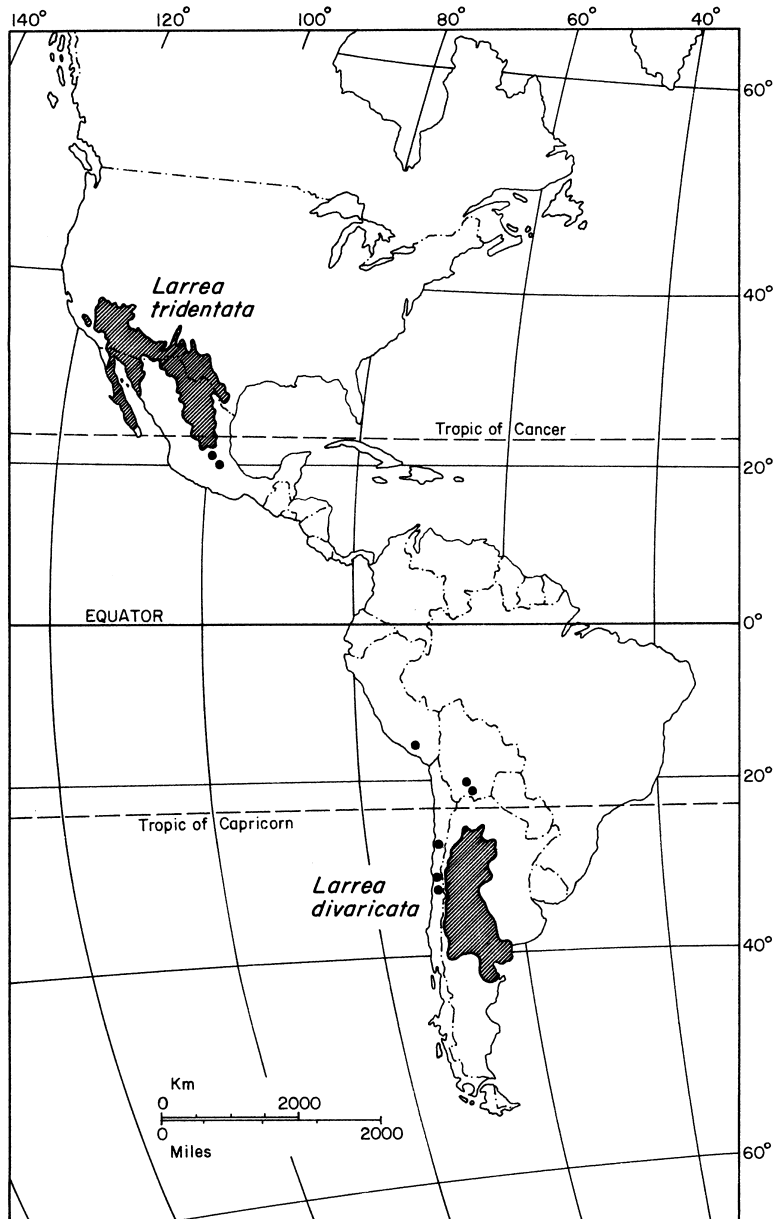 140° 120° 100° 80° 60° 40°
60°
Larrea
tridentata
40°
Tropic of Cancer
20°
EQUATOR
0°
20°
Tropic of Capricorn
Larrea
divaricata
40°
Km
0 2000
0 2000
Miles
60°